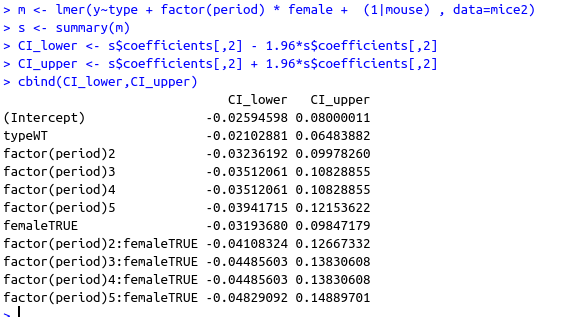 > m <- lmer(y~type + factor(period) * female +  (1|mouse) , data=mice2)
> s <- summary(m)
> CI_lower <- s$coefficients[,2] - 1.96*s$coefficients[,2]
> CI_upper <- s$coefficients[,2] + 1.96*s$coefficients[,2]
> cbind(CI_lower,CI_upper)
                              CI_lower   CI_upper
(Intercept)                -0.02594598 0.08000011
typeWT                     -0.02102881 0.06483882
factor(period)2            -0.03236192 0.09978260
factor(period)3            -0.03512061 0.10828855
factor(period)4            -0.03512061 0.10828855
factor(period)5            -0.03941715 0.12153622
femaleTRUE                 -0.03193680 0.09847179
factor(period)2:femaleTRUE -0.04108324 0.12667332
factor(period)3:femaleTRUE -0.04485603 0.13830608
factor(period)4:femaleTRUE -0.04485603 0.13830608
factor(period)5:femaleTRUE -0.04829092 0.14889701
>